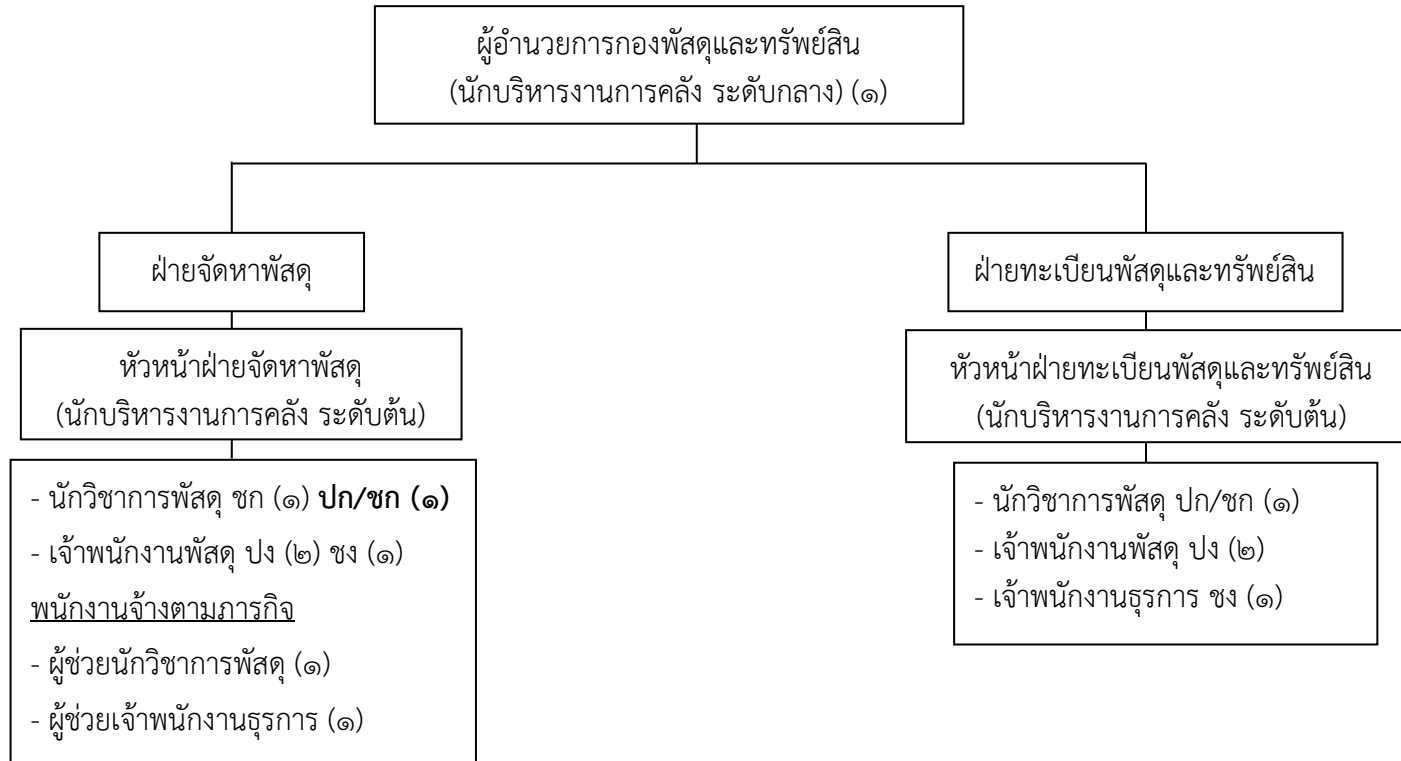 ผู้อำนวยการกองพัสดุและทรัพย์สิน
(นักบริหารงานการคลัง ระดับกลาง) (๑)
ฝ่ายจัดหาพัสดุ
หัวหน้าฝ่ายจัดหาพัสดุ
(นักบริหารงานการคลัง ระดับต้น)
- นักวิชาการพัสดุ ชก (๑) ปก/ชก (๑)
- เจ้าพนักงานพัสดุ ปง (๒) ชง (๑)
พนักงานจ้างตามภารกิจ
- ผู้ช่วยนักวิชาการพัสดุ (๑)
- ผู้ช่วยเจ้าพนักงานธุรการ (๑)
ฝ่ายทะเบียนพัสดุและทรัพย์สิน
หัวหน้าฝ่ายทะเบียนพัสดุและทรัพย์สิน
(นักบริหารงานการคลัง ระดับต้น)
- นักวิชาการพัสดุ ปก/ชก (๑)
- เจ้าพนักงานพัสดุ ปง (๒)
- เจ้าพนักงานธุรการ ชง (๑)